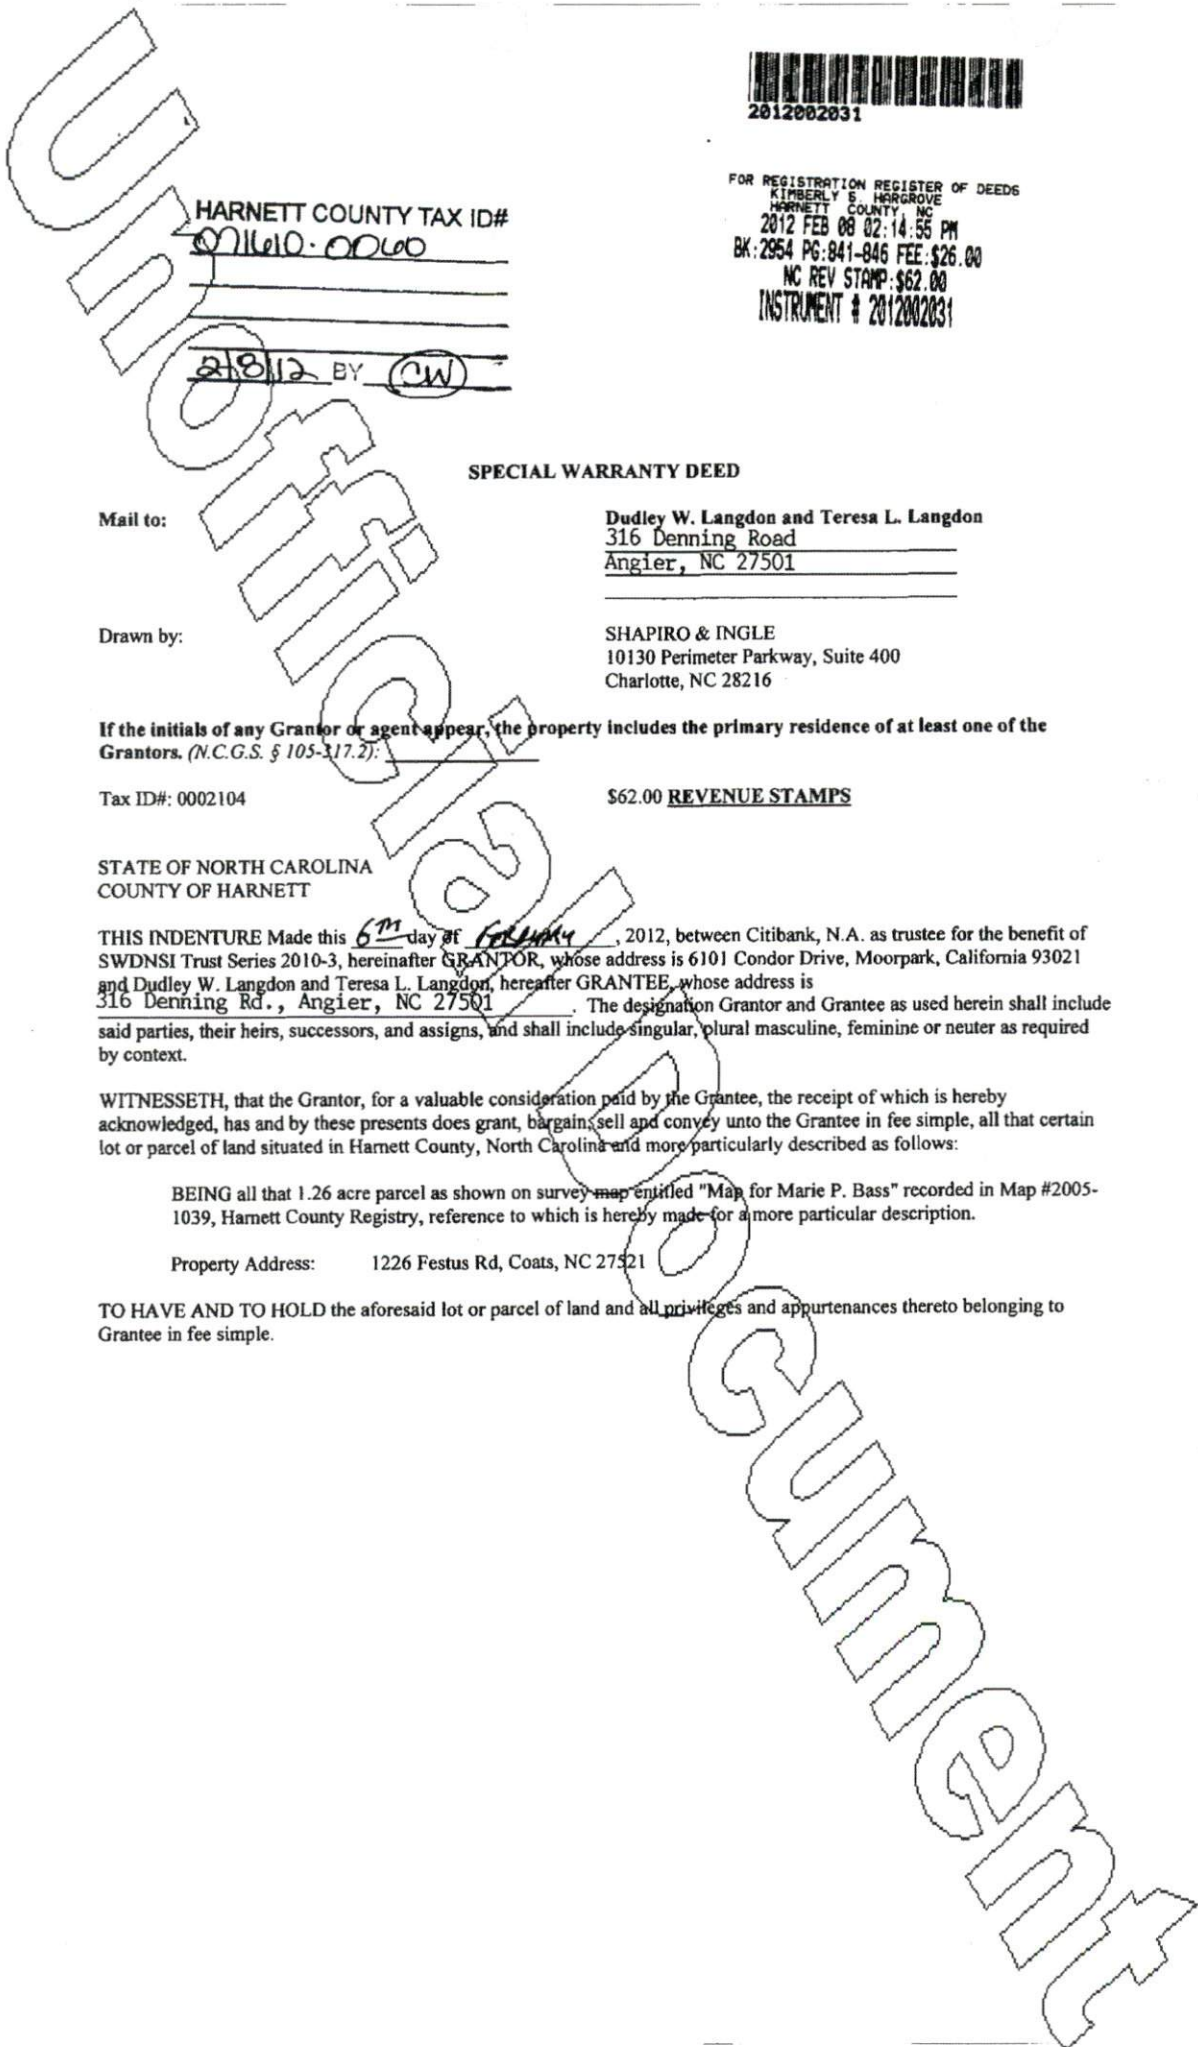 2012002031
FOR REGISTRATION REGISTER OF DEEDS
KIMBERLY S. HARGROVE
HARNETT COUNTY, NC
2012 FEB 08 02:14:55 PM
BK:2954 PG:841-846 FEE:$26.00
NC REV STAMP:$62.00
INSTRUMENT # 2012002031
HARNETT COUNTY TAX ID#
071610.0060
2/8/12 BY CW
SPECIAL WARRANTY DEED
Mail to:
Dudley W. Langdon and Teresa L. Langdon
316 Denning Road
Angier, NC 27501
Drawn by:
SHAPIRO & INGLE
10130 Perimeter Parkway, Suite 400
Charlotte, NC 28216
If the initials of any Grantor or agent appear, the property includes the primary residence of at least one of the
Grantors. (N.C.G.S. § 105-317.2):
Tax ID#: 0002104
$62.00 REVENUE STAMPS
STATE OF NORTH CAROLINA
COUNTY OF HARNETT
THIS INDENTURE Made this 6th day of February, 2012, between Citibank, N.A. as trustee for the benefit of
SWDNSI Trust Series 2010-3, hereinafter GRANTOR, whose address is 6101 Condor Drive, Moorpark, California 93021
and Dudley W. Langdon and Teresa L. Langdon, hereafter GRANTEE, whose address is
316 Denning Rd., Angier, NC 27501. The designation Grantor and Grantee as used herein shall include
said parties, their heirs, successors, and assigns, and shall include singular, plural masculine, feminine or neuter as required
by context.
WITNESSETH, that the Grantor, for a valuable consideration paid by the Grantee, the receipt of which is hereby
acknowledged, has and by these presents does grant, bargain, sell and convey unto the Grantee in fee simple, all that certain
lot or parcel of land situated in Harnett County, North Carolina and more particularly described as follows:
BEING all that 1.26 acre parcel as shown on survey map entitled "Map for Marie P. Bass" recorded in Map #2005-
1039, Harnett County Registry, reference to which is hereby made for a more particular description.
Property Address: 1226 Festus Rd, Coats, NC 27521
TO HAVE AND TO HOLD the aforesaid lot or parcel of land and all privileges and appurtenances thereto belonging to
Grantee in fee simple.
Unofficial Document